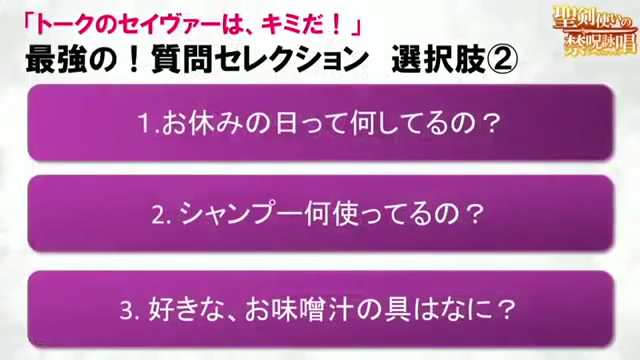 「トークのセイヴァーは、キミだ！」
聖剣使いの
禁呪詠唱
最強の！質問セレクション　選択肢②
1.お休みの日って何してるの？
2. シャンプー何使ってるの？
3. 好きな、お味噌汁の具はなに？